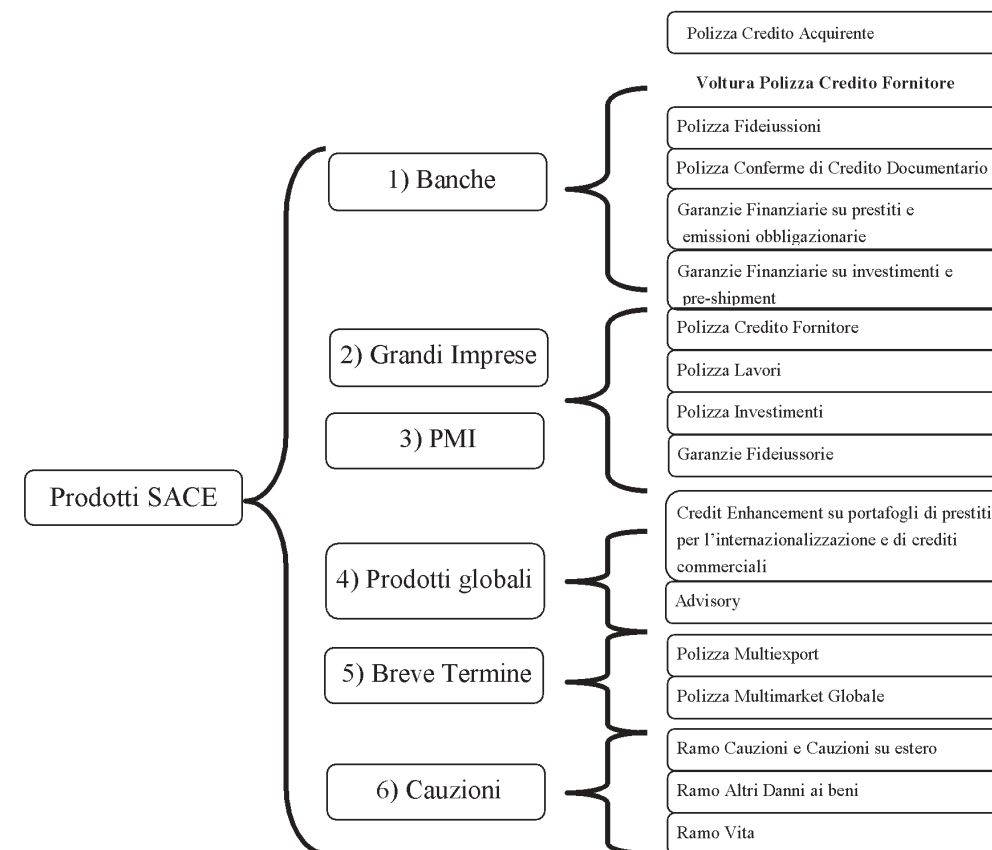 Prodotti SACE
1) Banche
Polizza Credito Acquirente
Voltura Polizza Credito Fornitore
Polizza Fideiussioni
Polizza Conferme di Credito Documentario
Garanzie Finanziarie su prestiti e
emissioni obbligazionarie
Garanzie Finanziarie su investimenti e
pre-shipment
2) Grandi Imprese
3) PMI
Polizza Credito Fornitore
Polizza Lavori
Polizza Investimenti
Garanzie Fideiussorie
4) Prodotti globali
Credit Enhancement su portafogli di prestiti
per l’internazionalizzazione e di crediti
commerciali
Advisory
5) Breve Termine
Polizza Multiexport
Polizza Multimarket Globale
6) Cauzioni
Ramo Cauzioni e Cauzioni su estero
Ramo Altri Danni ai beni
Ramo Vita